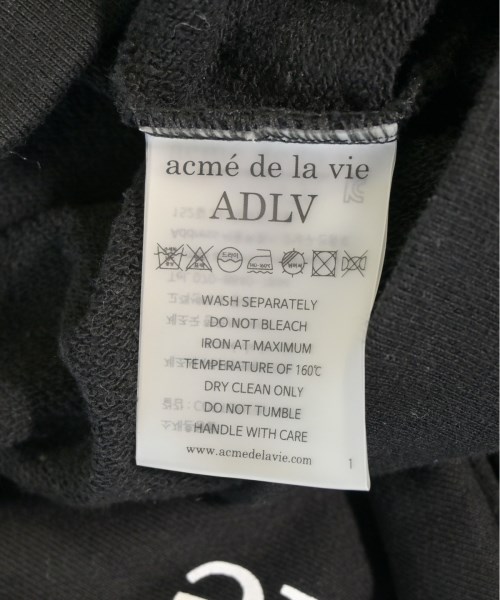 acmé de la vie
ADLV
WASH SEPARATELY
DO NOT BLEACH
IRON AT MAXIMUM
TEMPERATURE OF 160℃
DRY CLEAN ONLY
DO NOT TUMBLE
HANDLE WITH CARE
www.acmedelavie.com
1